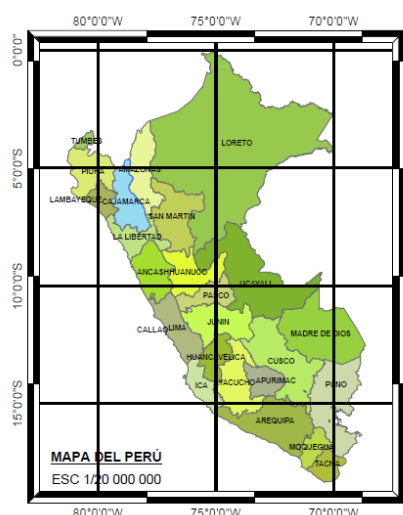 80°0'0"W 75°0'0"W 70°0'0"W
0°0'0"
5°0'0"S
10°0'0"S
15°0'0"S
LORETO
TUMBES
PIURA
AMAZONAS
LAMBAYEQUE
CAJAMARCA
SAN MARTIN
LA LIBERTAD
ANCASH
HUANUCO
UCAYALI
PASCO
CALLAO
LIMA
JUNIN
MADRE DE DIOS
HUANCAVELICA
CUSCO
ICA
AYACUCHO
APURIMAC
PUNO
AREQUIPA
MOQUEGUA
TACNA
MAPA DEL PERÚ
ESC 1/20 000 000
80°0'0"W 75°0'0"W 70°0'0"W